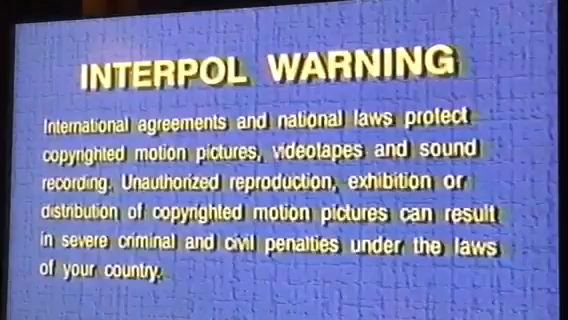 INTERPOL WARNING
International agreements and national laws protect
copyrighted motion pictures, videotapes and sound
recording. Unauthorized reproduction, exhibition or
distribution of copyrighted motion pictures can result
in severe criminal and civil penalties under the laws
of your country.